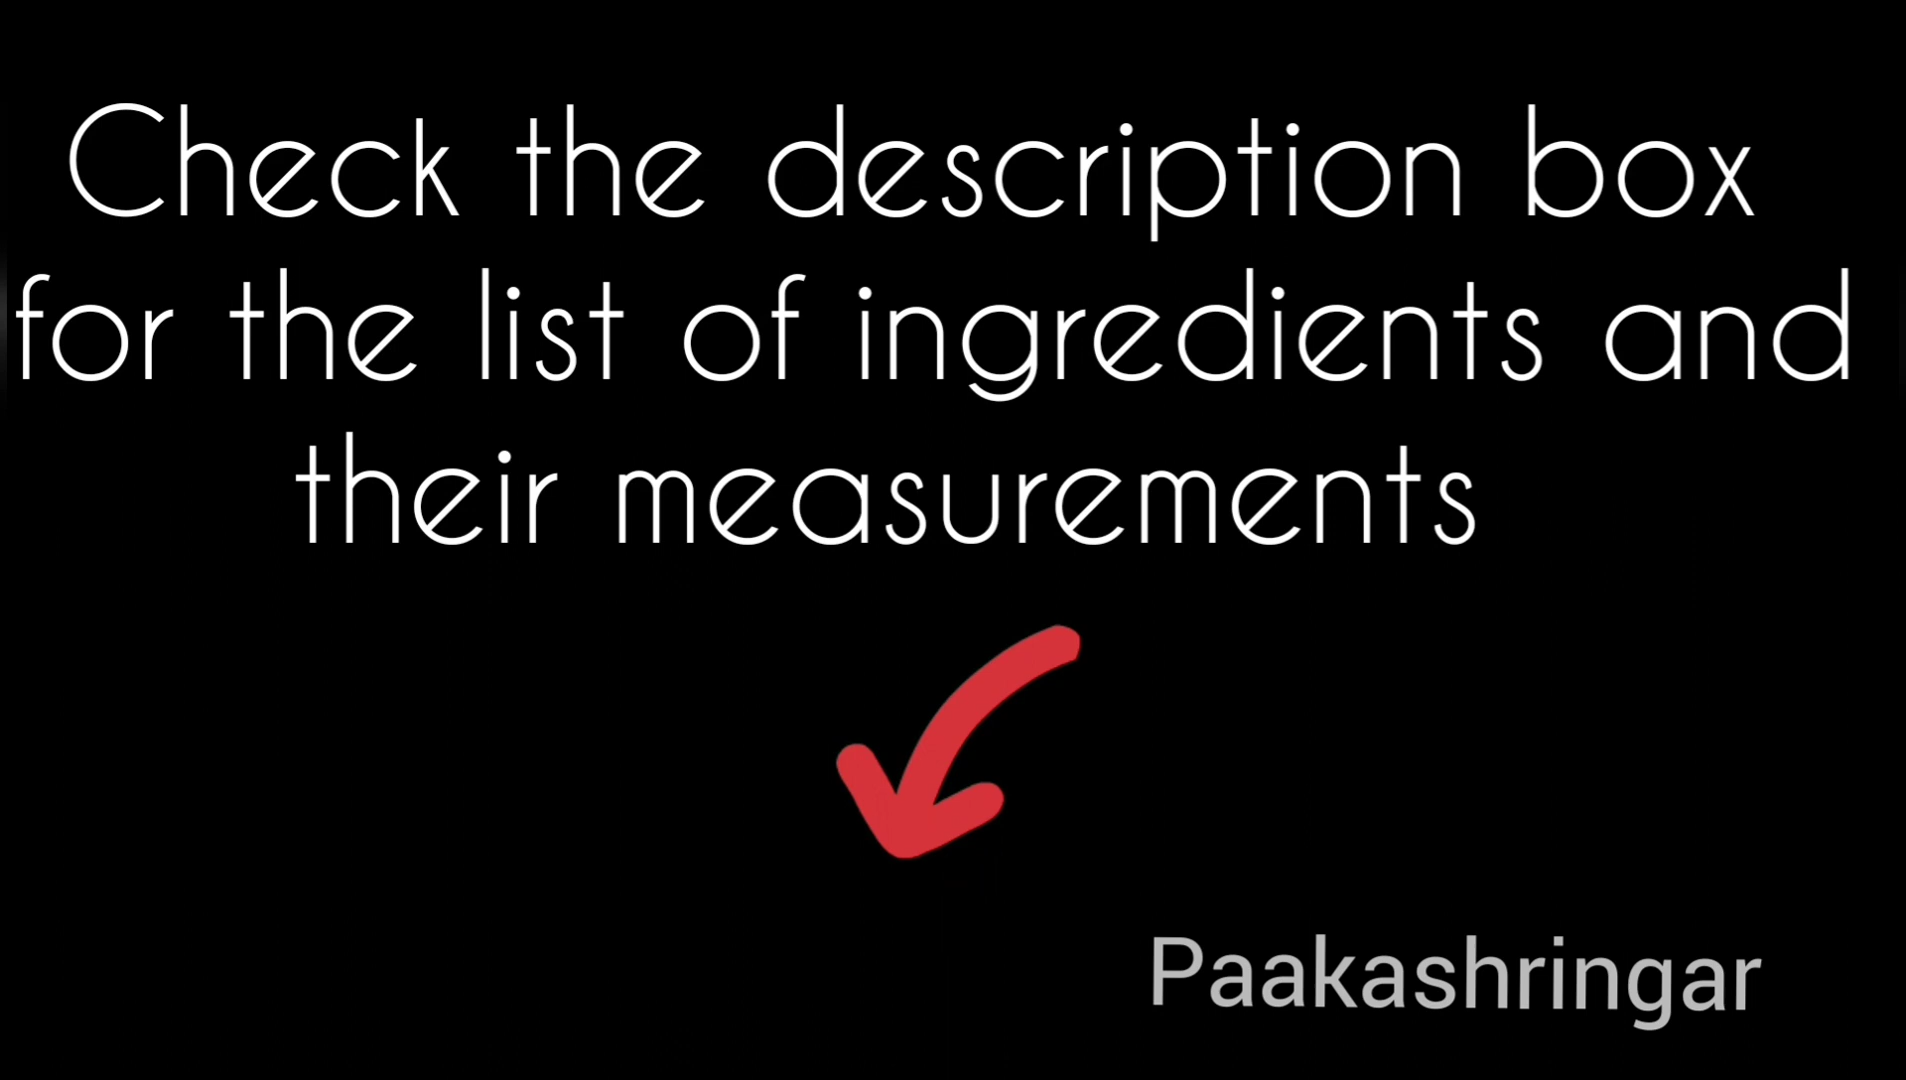 Check the description box
for the list of ingredients and
their measurements
Paakashringar